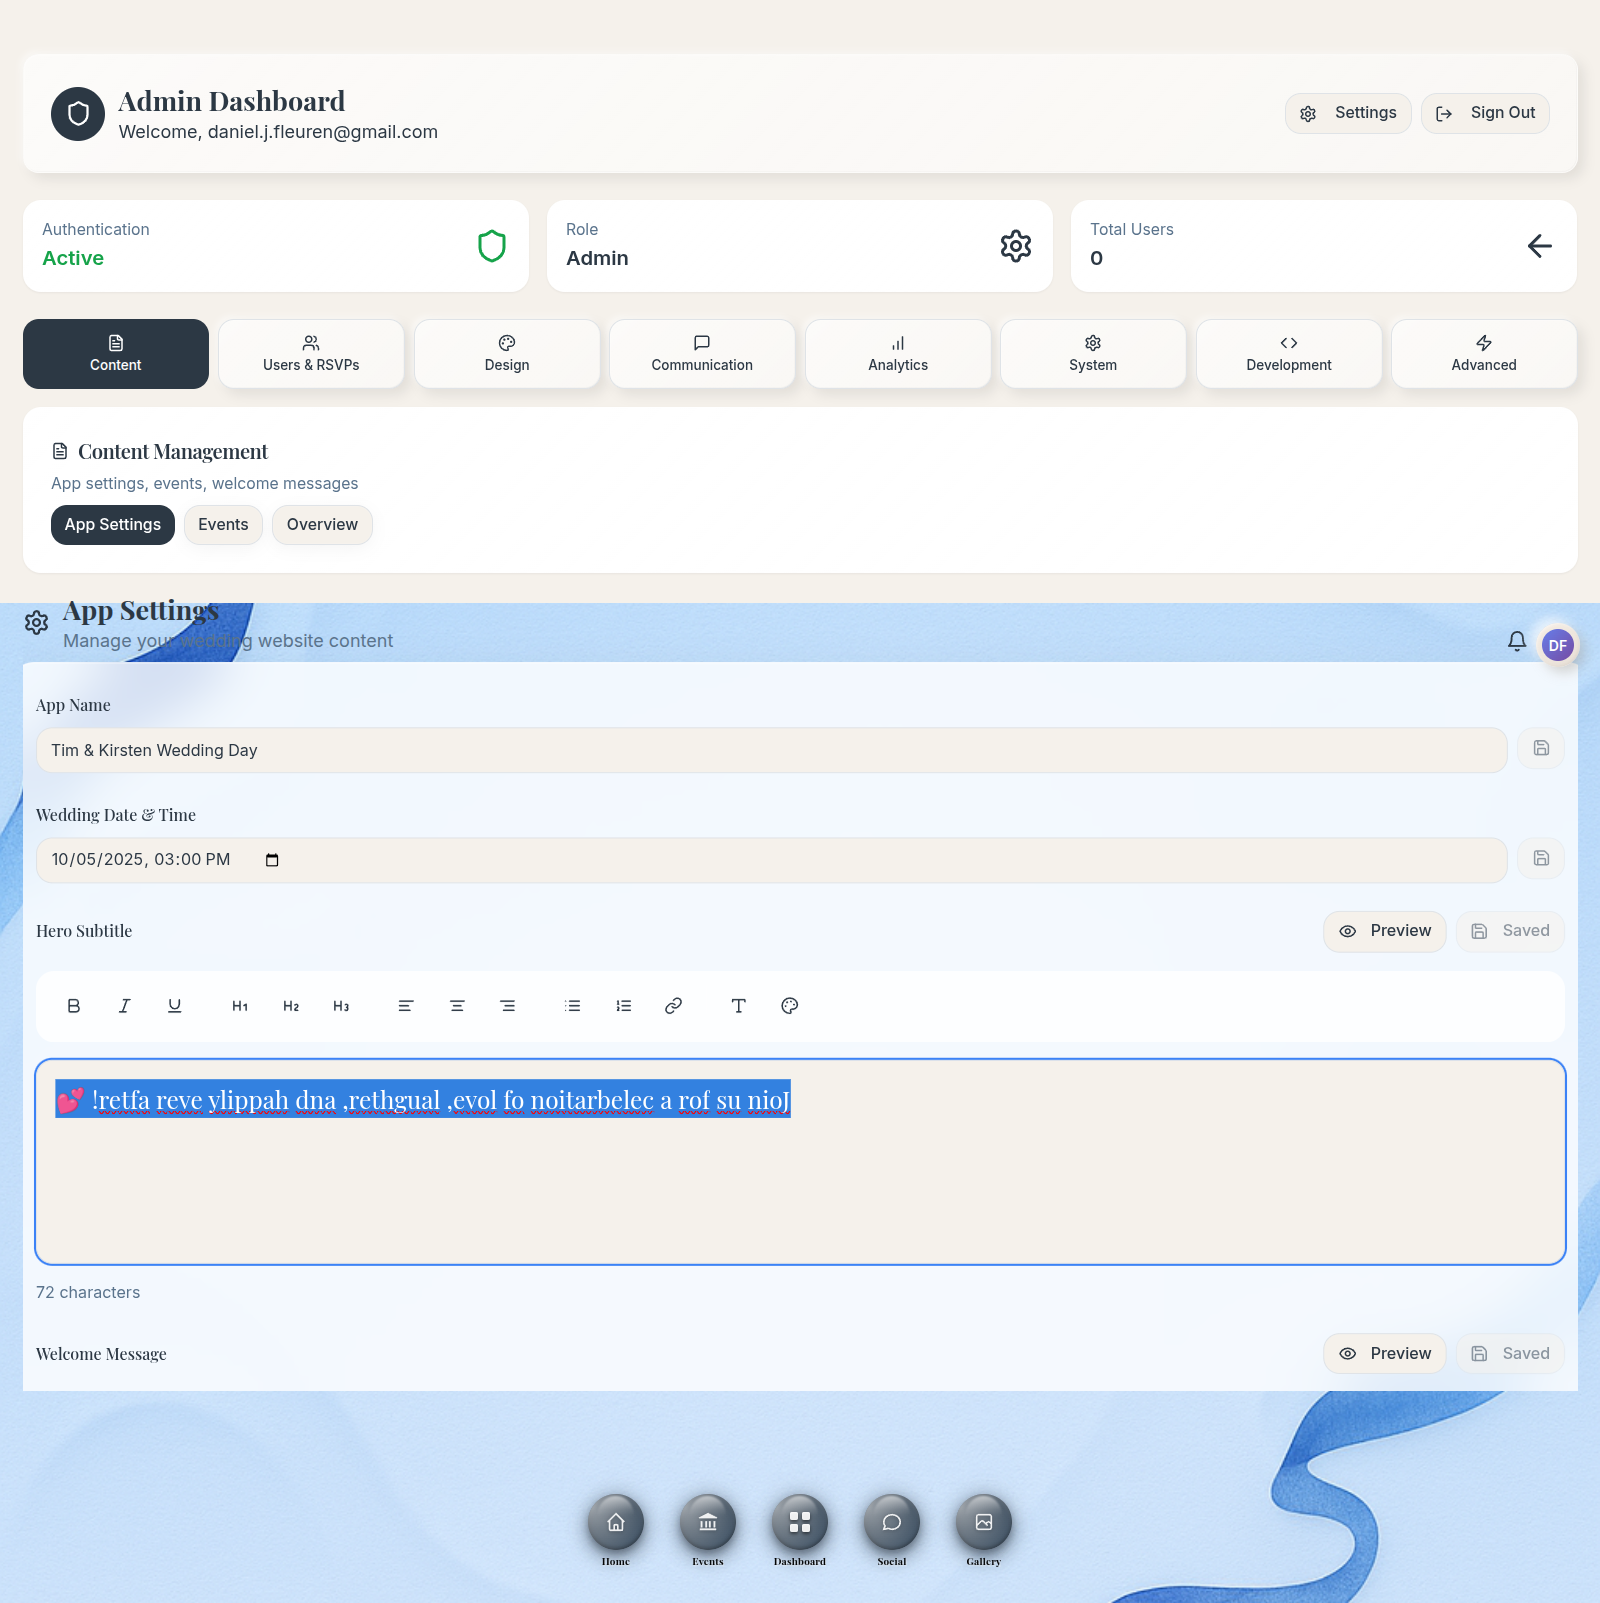 Admin Dashboard
Welcome, daniel.j.fleuren@gmail.com
Settings
Sign Out
Authentication
Active
Role
Admin
Total Users
0
Content
Users & RSVPs
Design
Communication
Analytics
System
Development
Advanced
Content Management
App settings, events, welcome messages
App Settings
Events
Overview
App Settings
Manage your wedding website content
DF
App Name
Tim & Kirsten Wedding Day
Wedding Date & Time
10/05/2025, 03:00 PM
Hero Subtitle
Preview
Saved
B I U H1 H2 H3 T
💕 !retfa reve ylippah dna ,rethgual ,evol fo noitarbelec a rof su nioJ
72 characters
Welcome Message
Preview
Saved
Home
Events
Dashboard
Social
Gallery